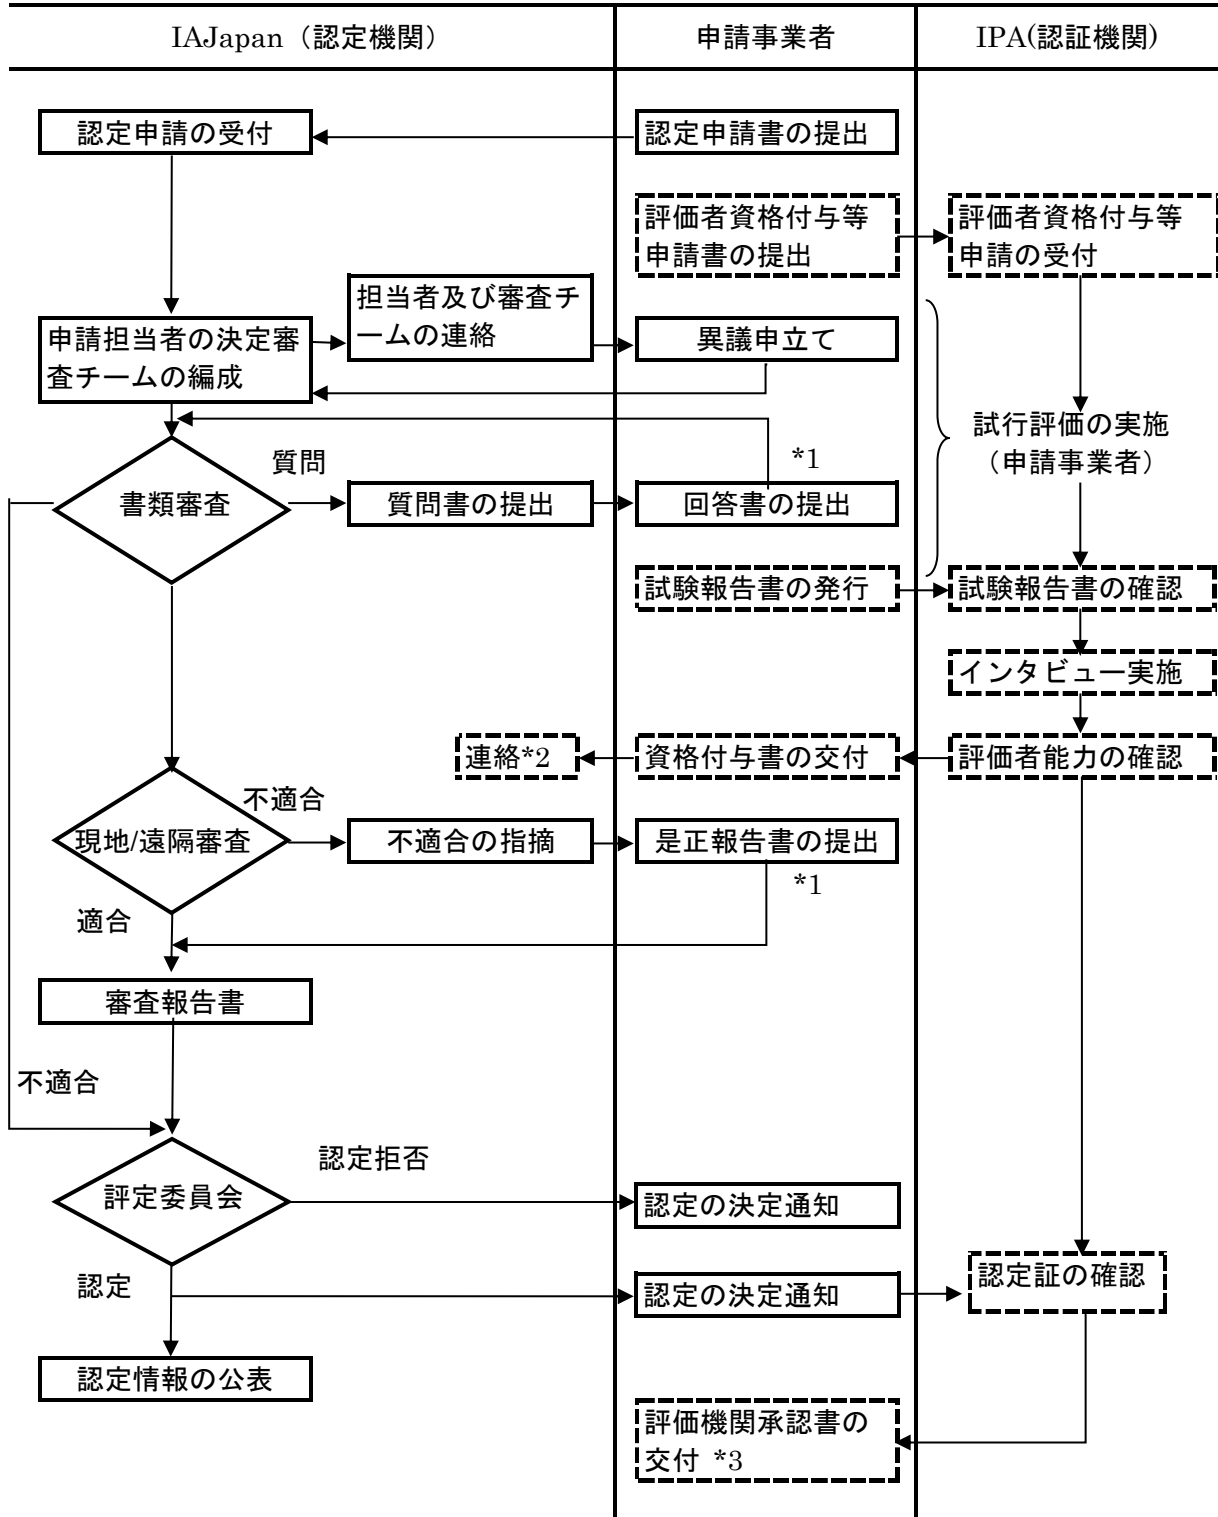 IAJapan（認定機関）
申請事業者
IPA(認証機関)
認定申請の受付
認定申請書の提出
評価者資格付与等
申請書の提出
評価者資格付与等
申請の受付
担当者及び審査チ
ームの連絡
申請担当者の決定審
査チームの編成
異議申立て
試行評価の実施
（申請事業者）
質問
*1
書類審査
質問書の提出
回答書の提出
試験報告書の発行
試験報告書の確認
インタビュー実施
連絡*2
資格付与書の交付
評価者能力の確認
不適合
現地/遠隔審査
不適合の指摘
是正報告書の提出
*1
適合
審査報告書
不適合
認定拒否
評定委員会
認定の決定通知
認定
認定の決定通知
認定証の確認
認定情報の公表
評価機関承認書の
交付 *3